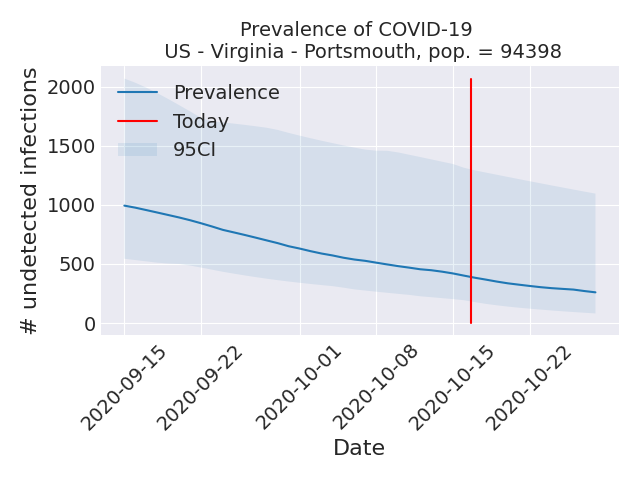 Prevalence of COVID-19
US - Virginia - Portsmouth, pop. = 94398
# undetected infections
2000
1500
1000
500
0
Prevalence
Today
95CI
2020-09-15
2020-09-22
2020-10-01
2020-10-08
2020-10-15
2020-10-22
Date